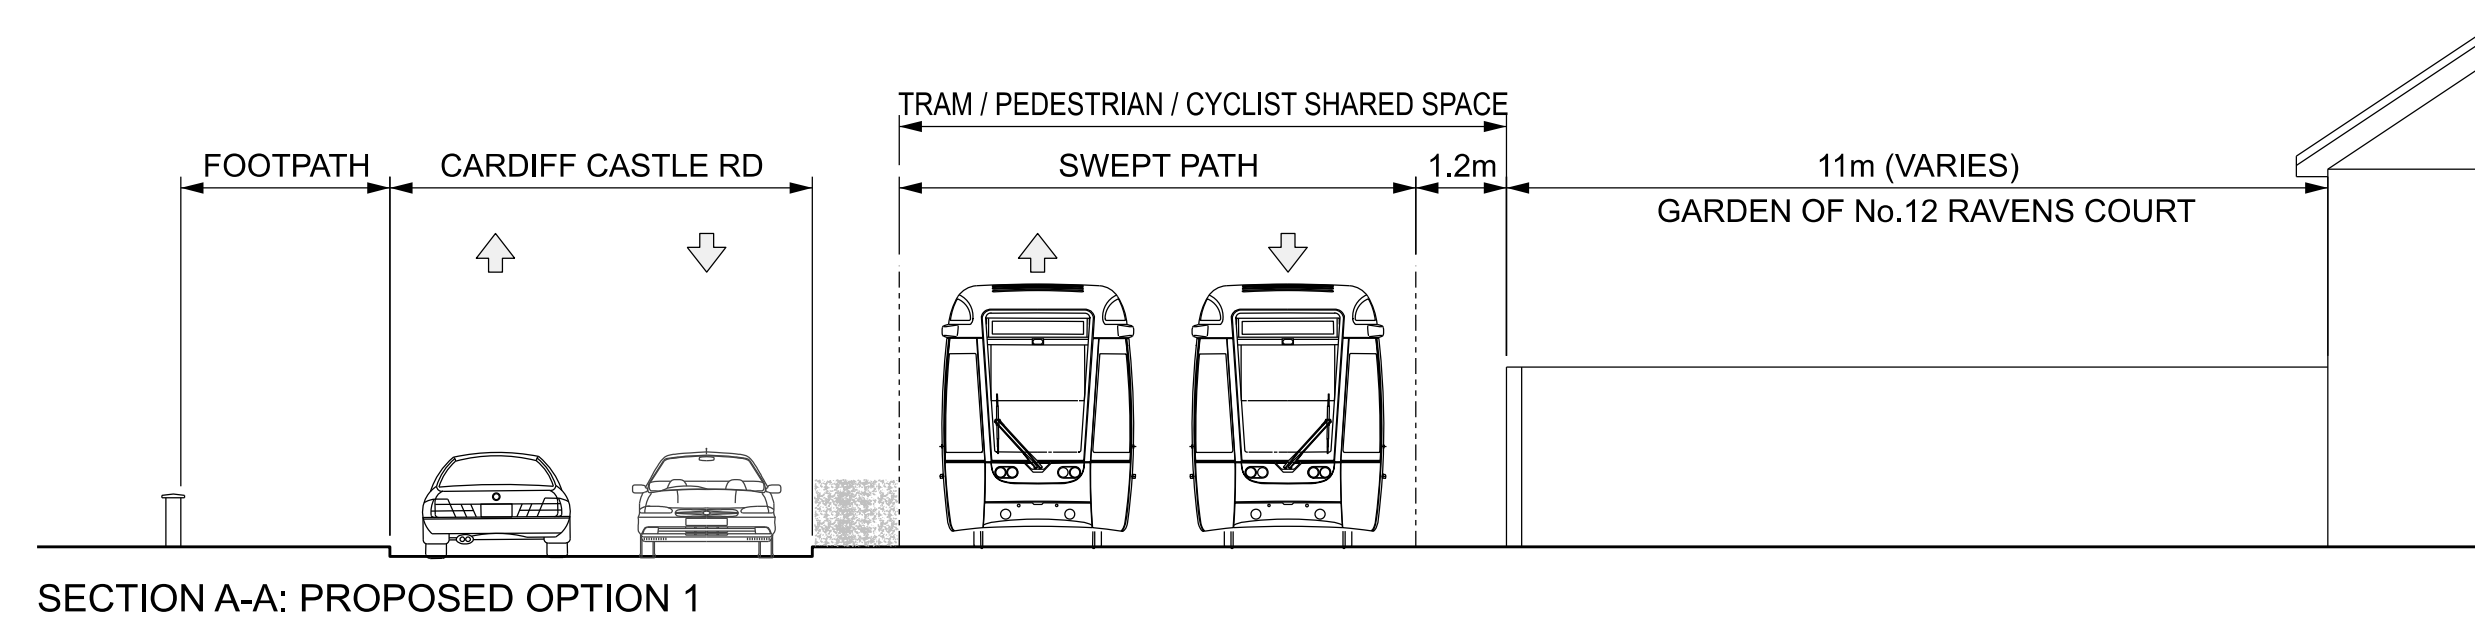 TRAM / PEDESTRIAN / CYCLIST SHARED SPACE
FOOTPATH
CARDIFF CASTLE RD
SWEPT PATH
1.2m
11m (VARIES)
GARDEN OF No.12 RAVENS COURT
SECTION A-A: PROPOSED OPTION 1